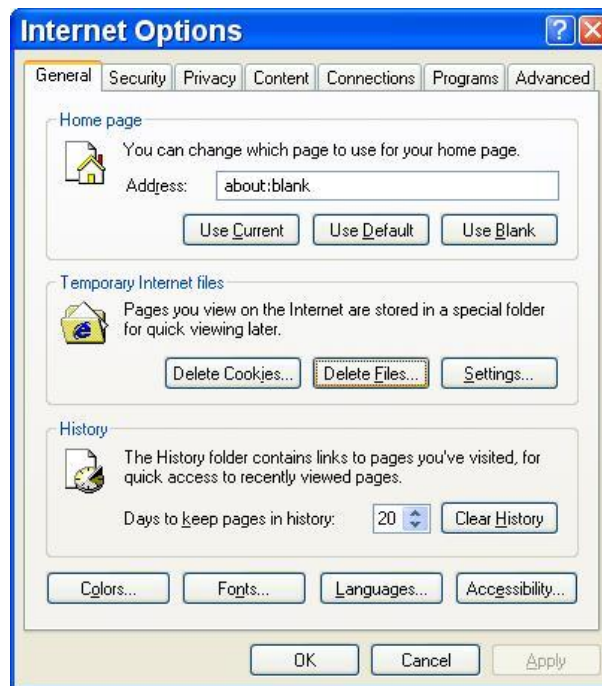 Internet Options
General Security Privacy Content Connections Programs Advanced
Home page
You can change which page to use for your home page.
Address: about:blank
Use Current Use Default Use Blank
Temporary Internet files
Pages you view on the Internet are stored in a special folder
for quick viewing later.
Delete Cookies... Delete Files... Settings...
History
The History folder contains links to pages you've visited, for
quick access to recently viewed pages.
Days to keep pages in history: 20 Clear History
Colors... Fonts... Languages... Accessibility...
OK Cancel Apply